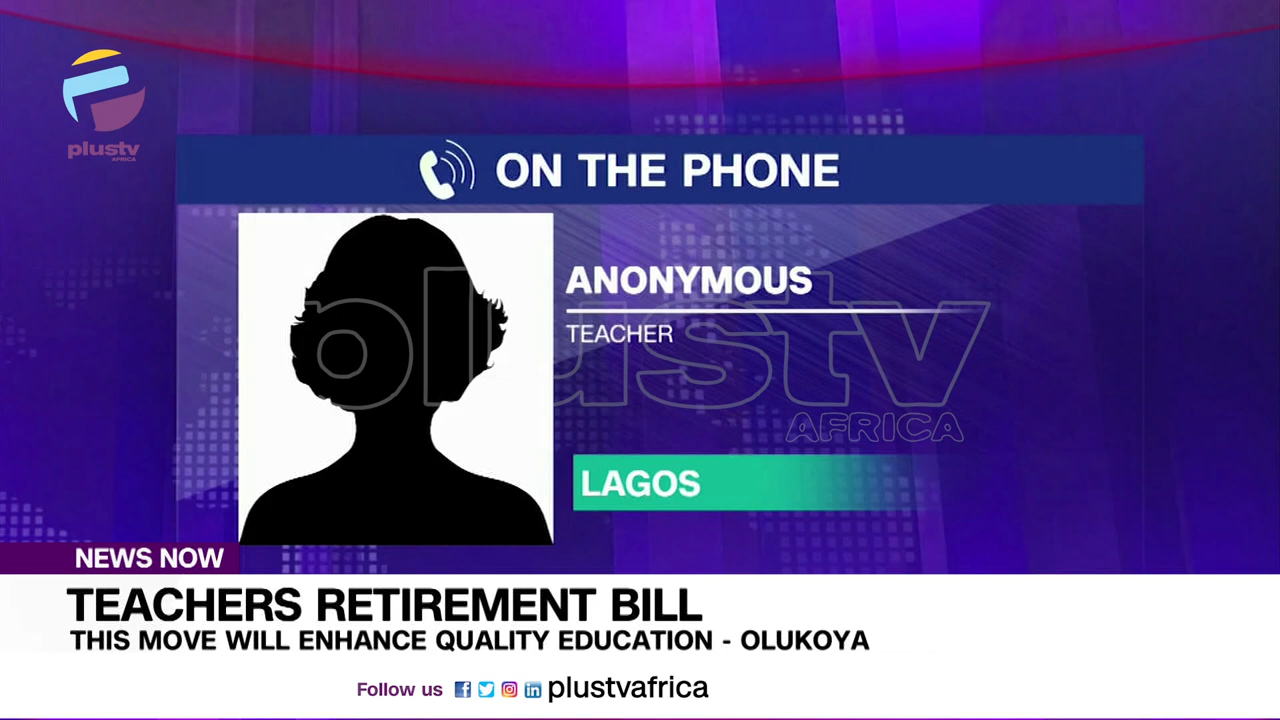 plustv
AFRICA
ON THE PHONE
ANONYMOUS
TEACHER
plustv
AFRICA
LAGOS
NEWS NOW
TEACHERS RETIREMENT BILL
THIS MOVE WILL ENHANCE QUALITY EDUCATION - OLUKOYA
Follow us plustvafrica